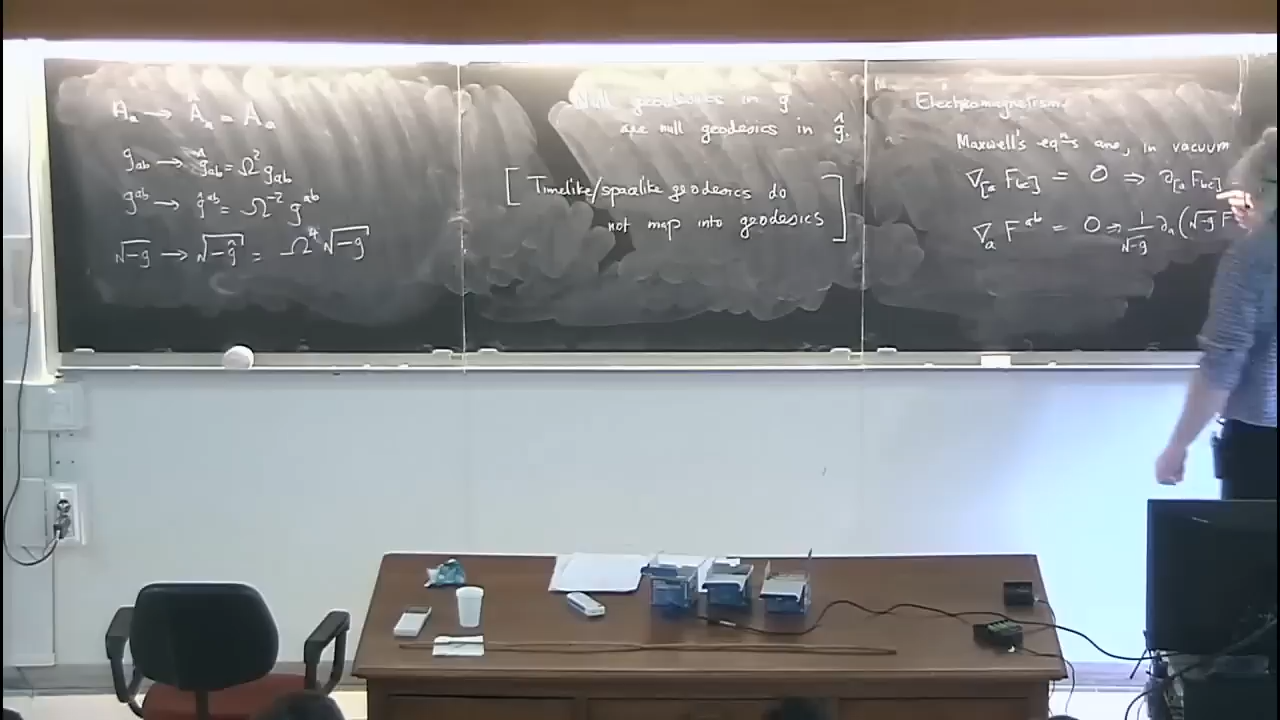 A_a → Â_a = A_a
g_ab → ĝ_ab = Ω² g_ab
g^ab → ĝ^ab = Ω⁻² g^ab
√-g → √-ĝ = Ω⁴ √-g
Null geodesics in g
are null geodesics in ĝ.
[Timelike/spacelike geodesics do
not map into geodesics]
Electromagnetism.
Maxwell's eqⁿs are, in vacuum
∇_[a F_bc] = 0 ⇒ ∂_[a F_bc]
∇_a F^ab = 0 ⇒ 1/√-g ∂_a (√-g F